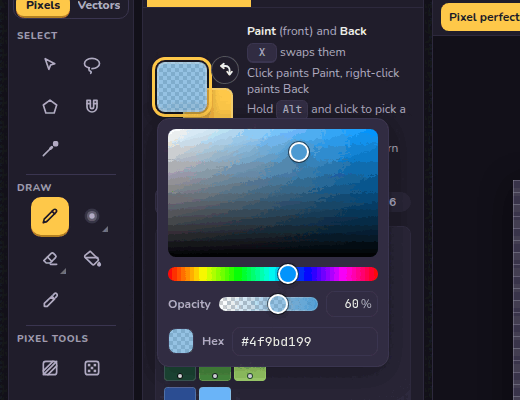 Pixels Vectors
SELECT
DRAW
PIXEL TOOLS
Paint (front) and Back
X swaps them
Click paints Paint, right-click
paints Back
Hold Alt and click to pick a
Opacity 60 %
Hex #4f9bd199
Pixel perfect